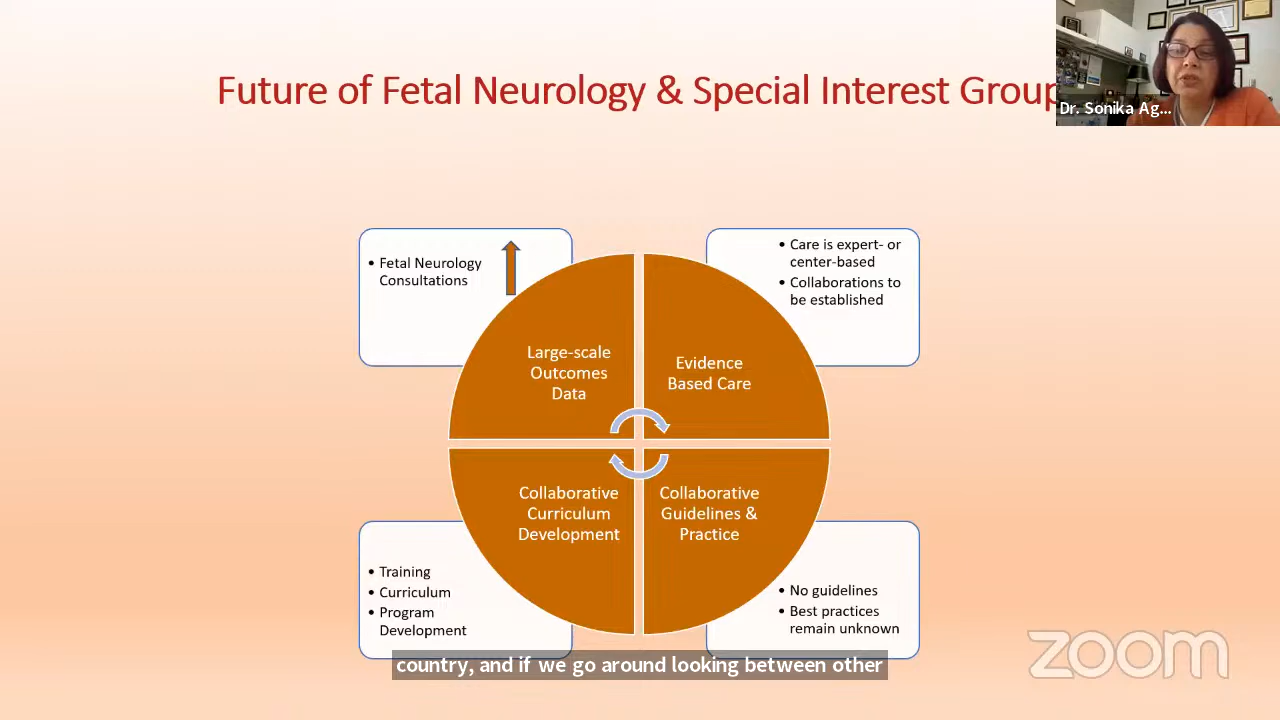 Future of Fetal Neurology & Special Interest Group
Dr. Sonika Ag...
• Fetal Neurology
Consultations
• Care is expert- or
center-based
• Collaborations to
be established
Large-scale
Outcomes
Data
Evidence
Based Care
Collaborative
Curriculum
Development
Collaborative
Guidelines &
Practice
• Training
• Curriculum
• Program
Development
• No guidelines
• Best practices
remain unknown
country, and if we go around looking between other
zoom